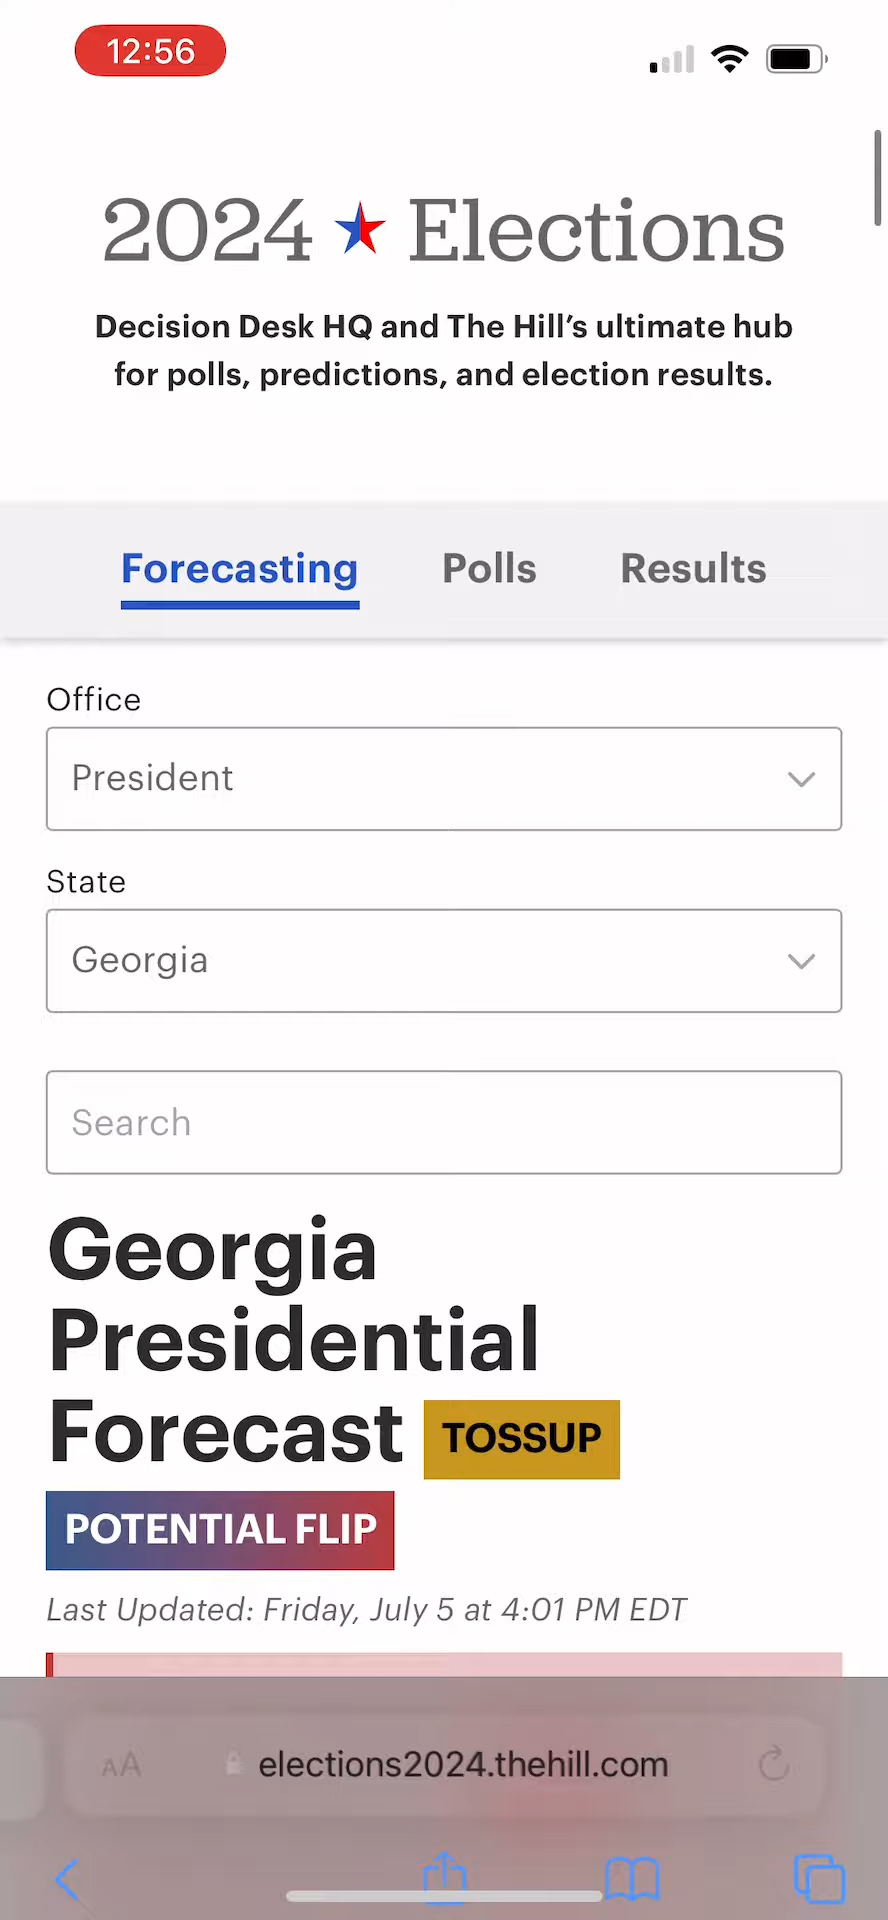 12:56
2024 Elections
Decision Desk HQ and The Hill's ultimate hub
for polls, predictions, and election results.
Forecasting Polls Results
Office
President
State
Georgia
Search
Georgia
Presidential
Forecast TOSSUP
POTENTIAL FLIP
Last Updated: Friday, July 5 at 4:01 PM EDT
AA elections2024.thehill.com